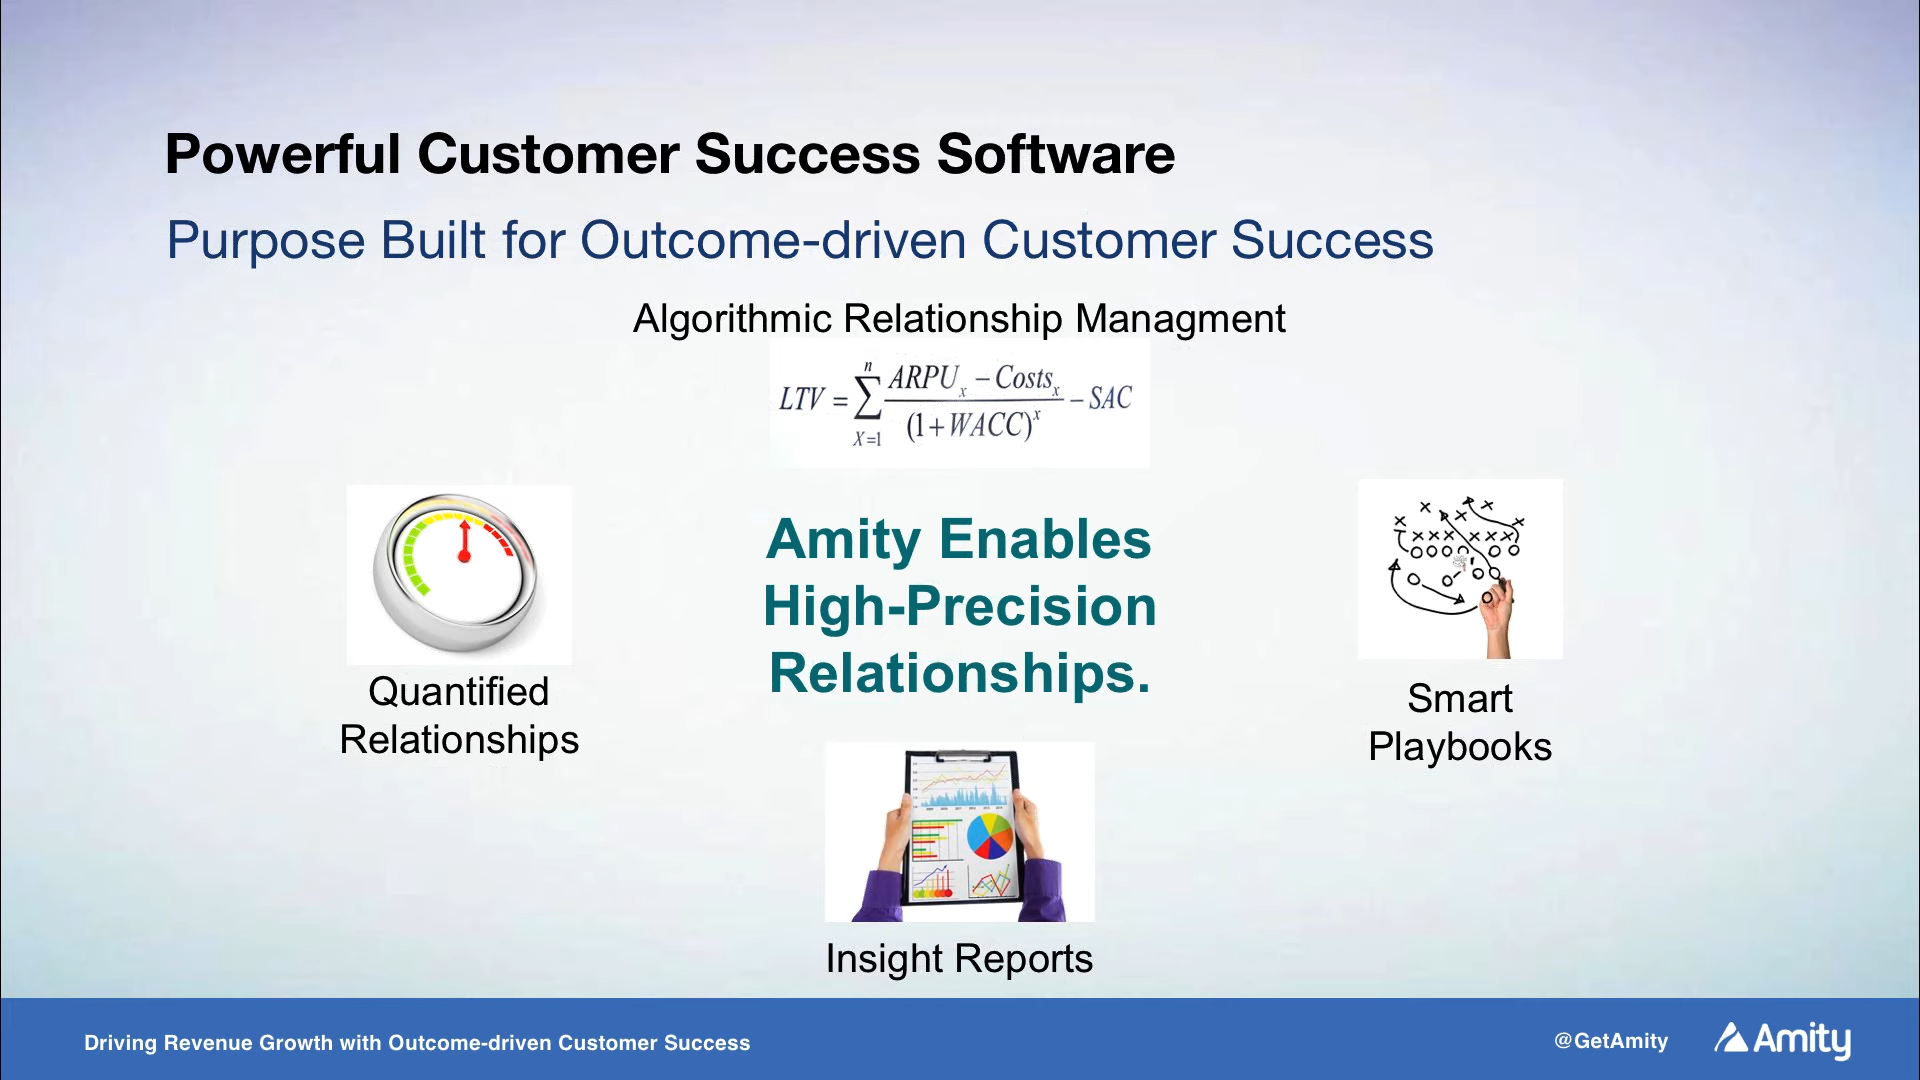 Powerful Customer Success Software
Purpose Built for Outcome-driven Customer Success
Algorithmic Relationship Managment
LTV = \sum_{X=1}^{n} \frac{ARPU_x - Costs_x}{(1+WACC)^x} - SAC
Amity Enables
High-Precision
Relationships.
Quantified
Relationships
Smart
Playbooks
Insight Reports
Driving Revenue Growth with Outcome-driven Customer Success
@GetAmity
Amity